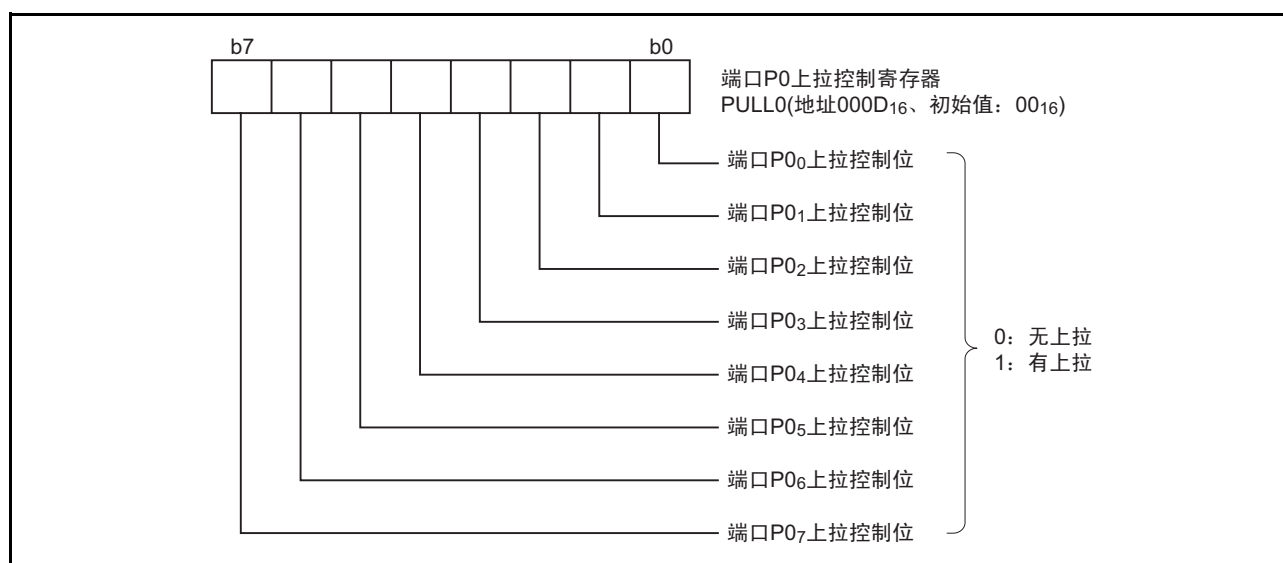 b7 b0
端口P0上拉控制寄存器
PULL0(地址000D₁₆、初始值：00₁₆)
端口P0₀上拉控制位
端口P0₁上拉控制位
端口P0₂上拉控制位
端口P0₃上拉控制位
端口P0₄上拉控制位
端口P0₅上拉控制位
端口P0₆上拉控制位
端口P0₇上拉控制位
0：无上拉
1：有上拉